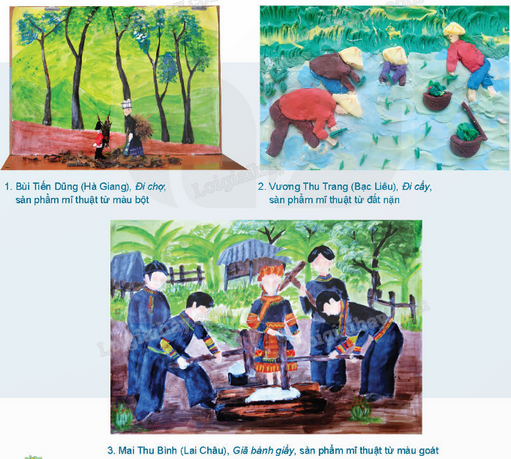 1. Bùi Tiến Dũng (Hà Giang), Đi chợ,
sản phẩm mĩ thuật từ màu bột
2. Vương Thu Trang (Bạc Liêu), Đi cấy,
sản phẩm mĩ thuật từ đất nặn
3. Mai Thu Bình (Lai Châu), Giã bánh giầy, sản phẩm mĩ thuật từ màu goát